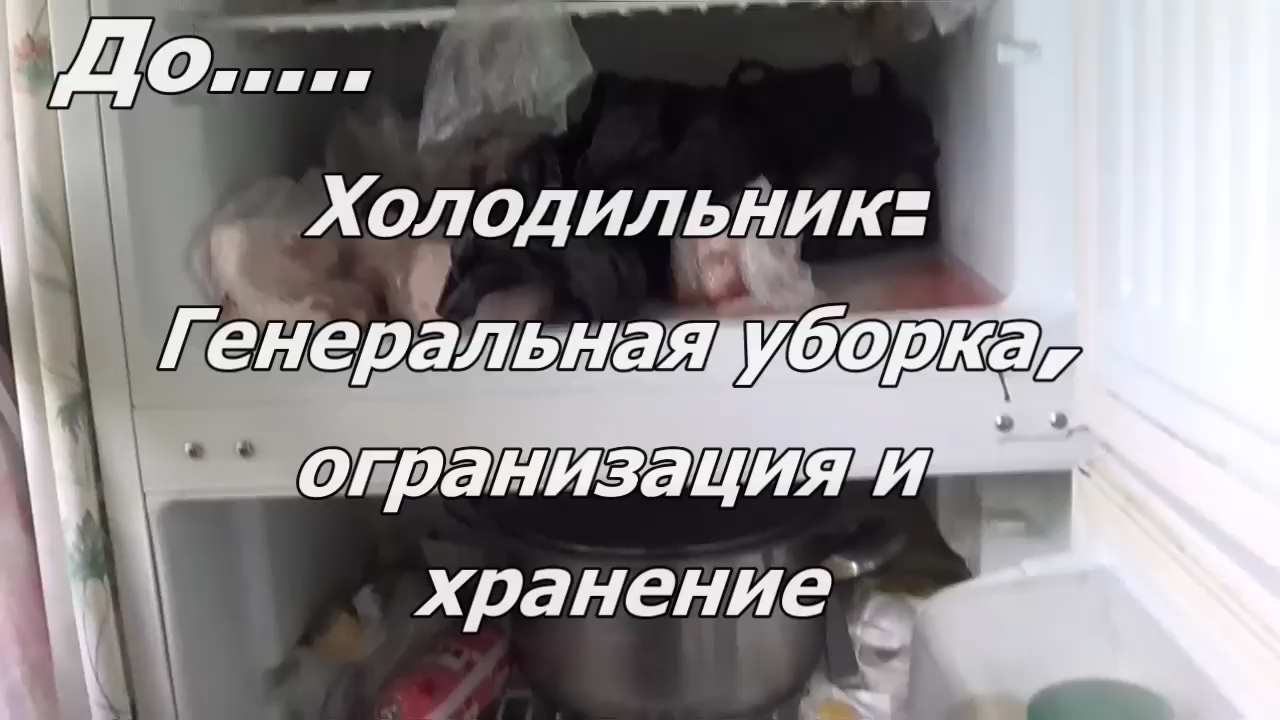 До.....
Холодильник:
Генеральная уборка,
огранизация и
хранение